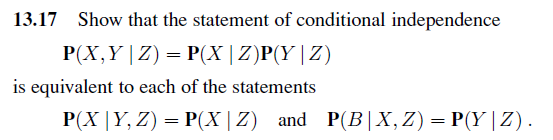 13.17 Show that the statement of conditional independence
P(X,Y | Z) = P(X | Z)P(Y | Z)
is equivalent to each of the statements
P(X | Y, Z) = P(X | Z) and P(B | X, Z) = P(Y | Z) .